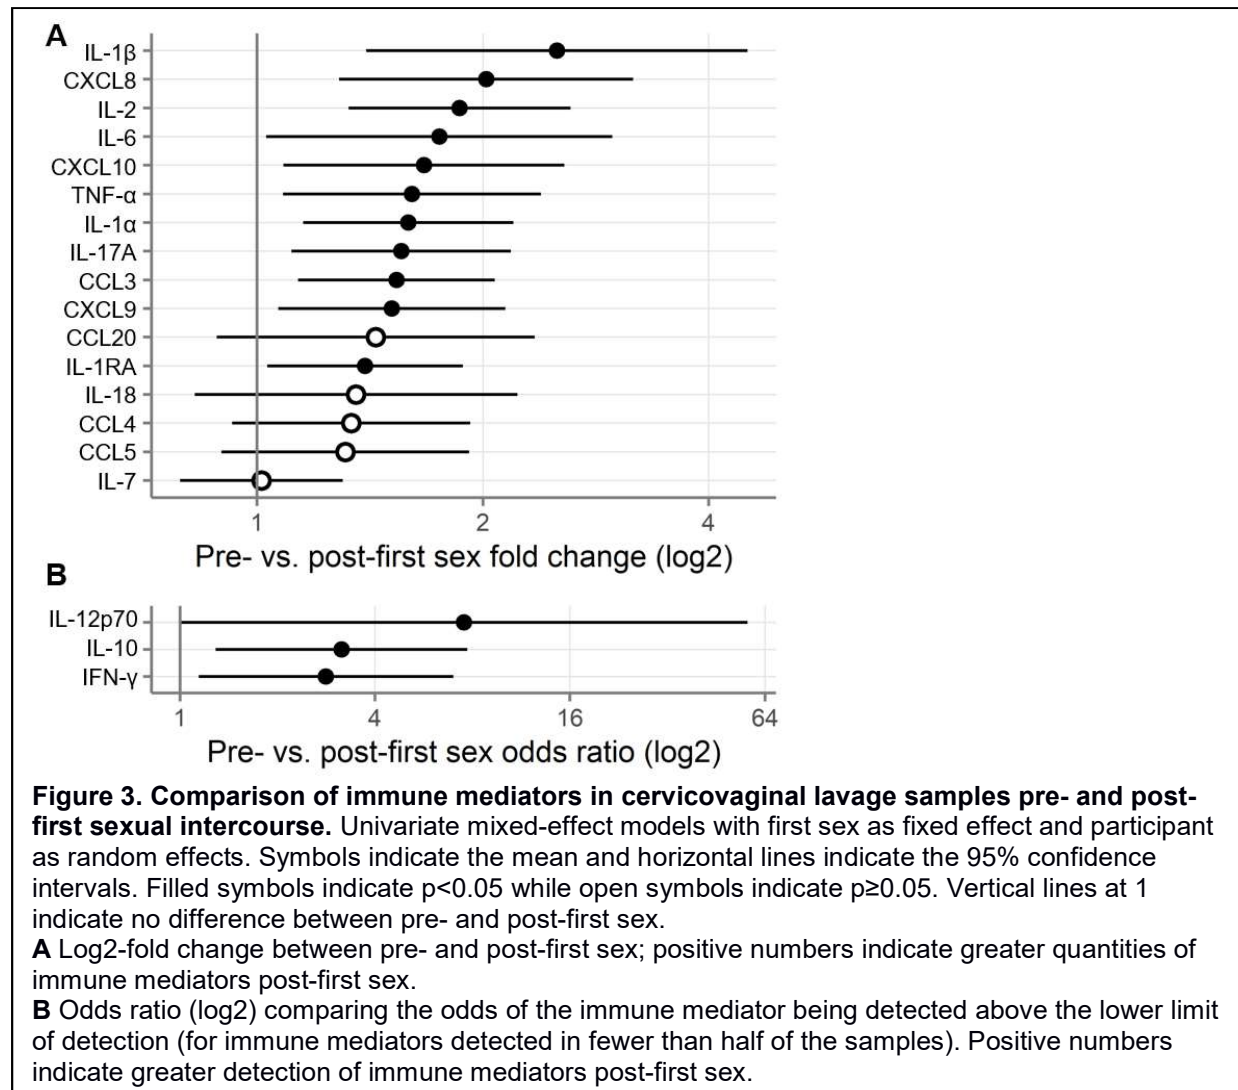 A
IL-1β
CXCL8
IL-2
IL-6
CXCL10
TNF-α
IL-1α
IL-17A
CCL3
CXCL9
CCL20
IL-1RA
IL-18
CCL4
CCL5
IL-7
1 2 4
Pre- vs. post-first sex fold change (log2)
B
IL-12p70
IL-10
IFN-γ
1 4 16 64
Pre- vs. post-first sex odds ratio (log2)
Figure 3. Comparison of immune mediators in cervicovaginal lavage samples pre- and post-
first sexual intercourse. Univariate mixed-effect models with first sex as fixed effect and participant
as random effects. Symbols indicate the mean and horizontal lines indicate the 95% confidence
intervals. Filled symbols indicate p<0.05 while open symbols indicate p≥0.05. Vertical lines at 1
indicate no difference between pre- and post-first sex.
A Log2-fold change between pre- and post-first sex; positive numbers indicate greater quantities of
immune mediators post-first sex.
B Odds ratio (log2) comparing the odds of the immune mediator being detected above the lower limit
of detection (for immune mediators detected in fewer than half of the samples). Positive numbers
indicate greater detection of immune mediators post-first sex.